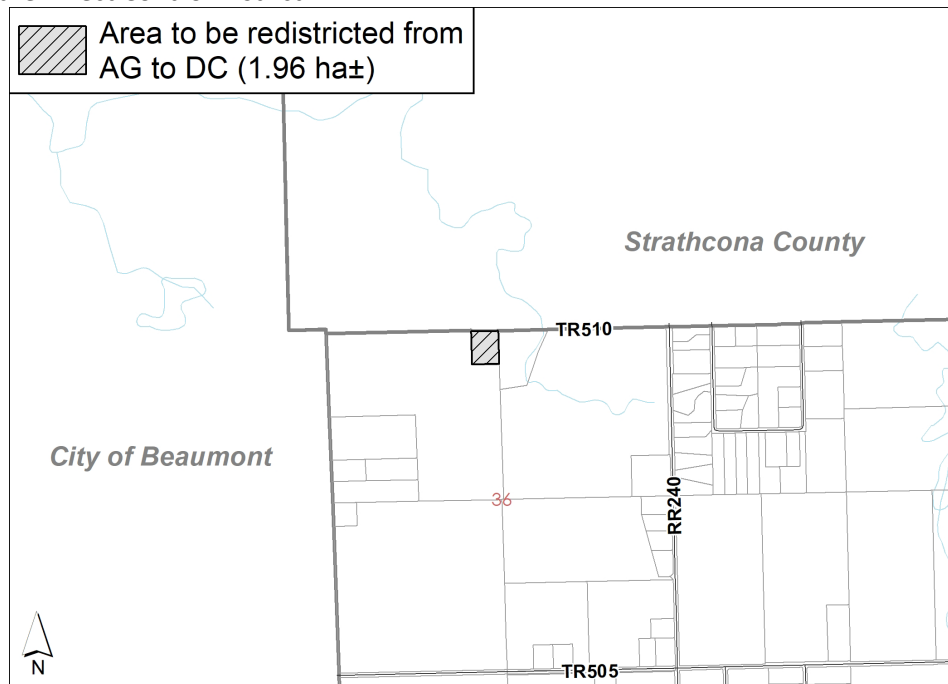 Area to be redistricted from
AG to DC (1.96 ha±)
Strathcona County
TR510
City of Beaumont
36
RR240
N
TR505